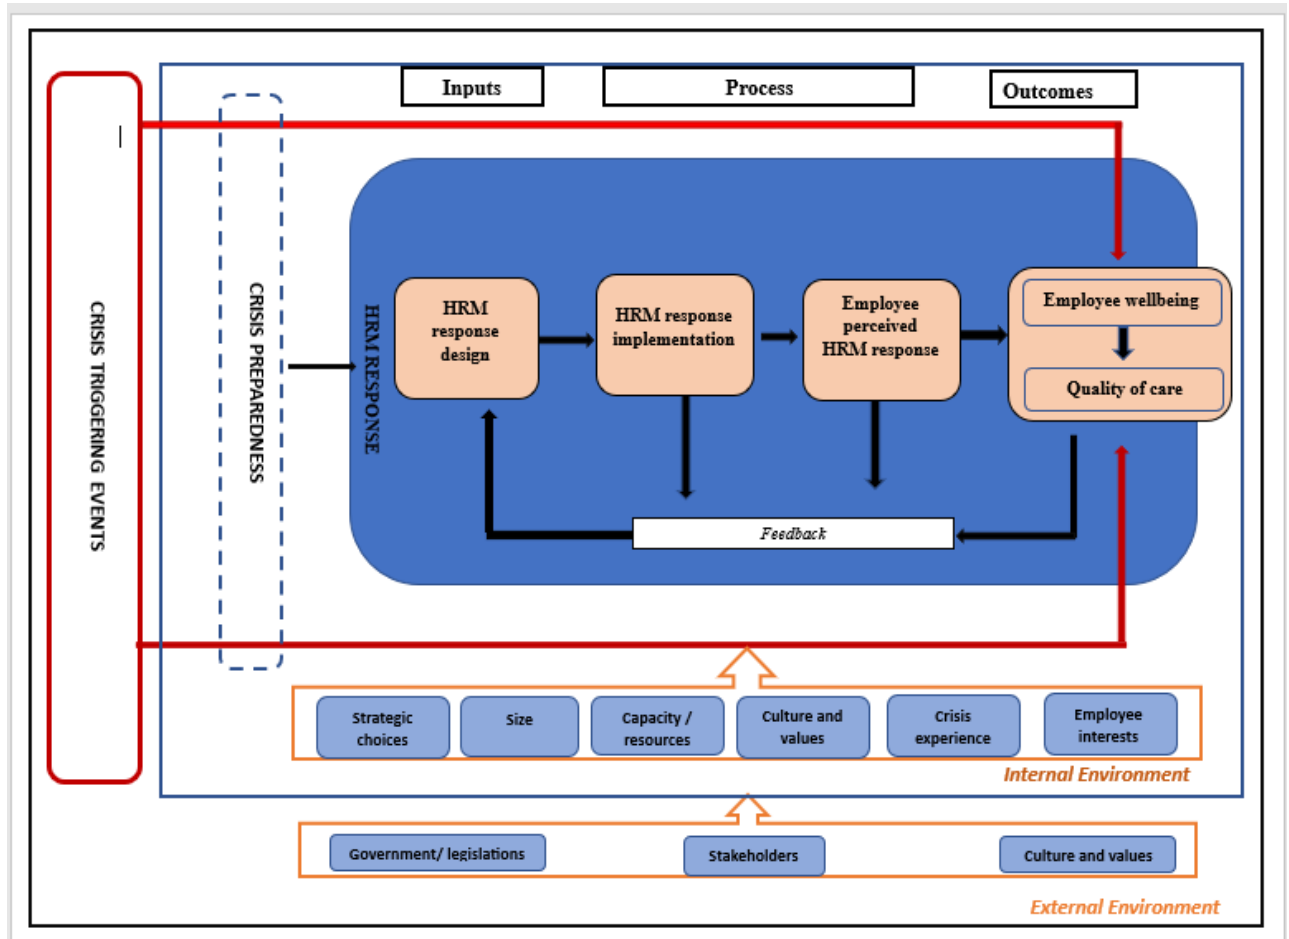 Inputs
Process
Outcomes
CRISIS TRIGGERING EVENTS
CRISIS PREPAREDNESS
HRM RESPONSE
HRM
response
design
HRM response
implementation
Employee
perceived
HRM response
Employee wellbeing
Quality of care
Feedback
Strategic
choices
Size
Capacity /
resources
Culture and
values
Crisis
experience
Employee
interests
Internal Environment
Government/ legislations
Stakeholders
Culture and values
External Environment